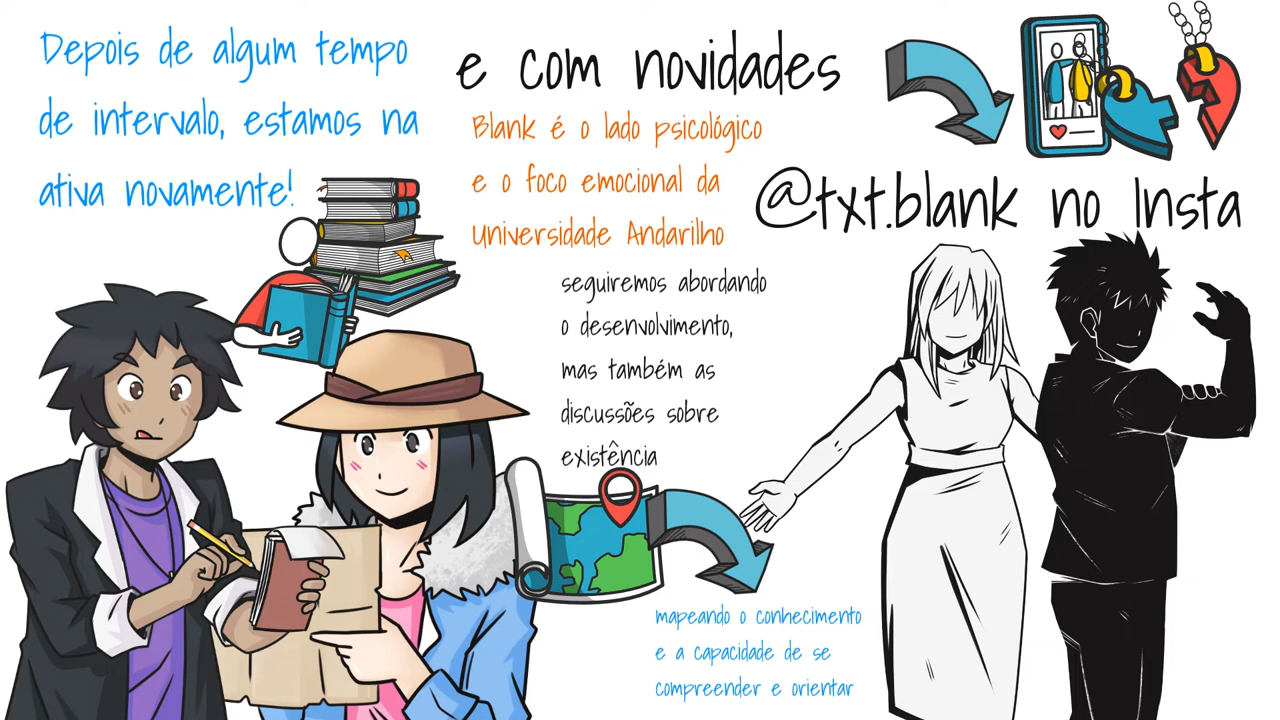 Depois de algum tempo
de intervalo, estamos na
ativa novamente!
e com novidades
Blank é o lado psicológico
e o foco emocional da
Universidade Andarilho
@txt.blank no Insta
seguiremos abordando
o desenvolvimento,
mas também as
discussões sobre
existência
mapeando o conhecimento
e a capacidade de se
compreender e orientar